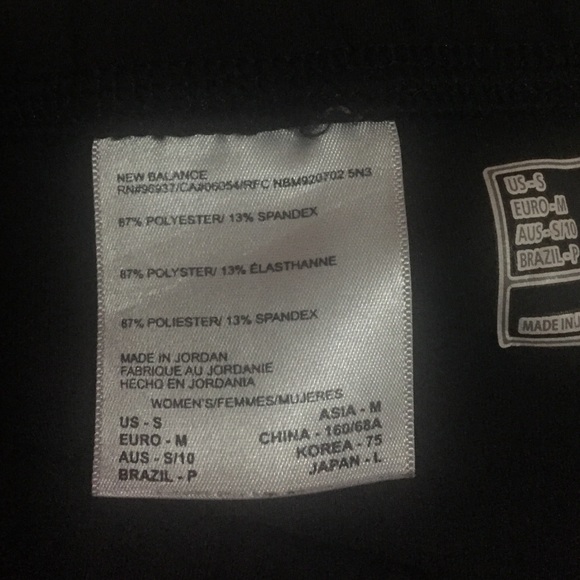 NEW BALANCE
RN#96937/CA#06054/RFC NBM920702 5N3
87% POLYESTER/ 13% SPANDEX
87% POLYSTER/ 13% ÉLASTHANNE
87% POLIESTER/ 13% SPANDEX
MADE IN JORDAN
FABRIQUE AU JORDANIE
HECHO EN JORDANIA
WOMEN'S/FEMMES/MUJERES
US - S
EURO - M
AUS - S/10
BRAZIL - P
ASIA - M
CHINA - 160/68A
KOREA - 75
JAPAN - L
US-S
EURO-M
AUS-S/10
BRAZIL-P
MADE IN